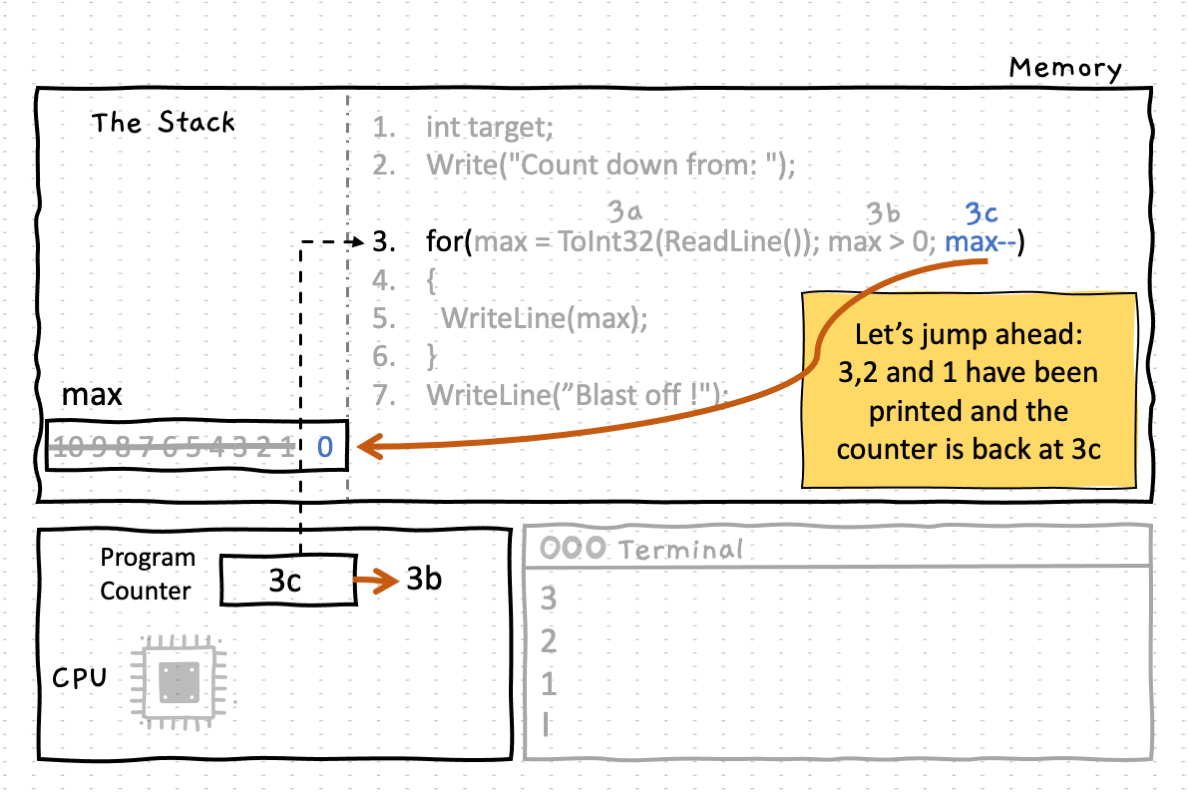 Memory
The Stack
1. int target;
2. Write("Count down from: ");
3a 3b 3c
3. for(max = ToInt32(ReadLine()); max > 0; max--)
4. {
5. WriteLine(max);
6. }
7. WriteLine(”Blast off !");
Let’s jump ahead:
3,2 and 1 have been
printed and the
counter is back at 3c
max
10 9 8 7 6 5 4 3 2 1 0
Program
Counter
3c 3b
CPU
Terminal
3
2
1
|